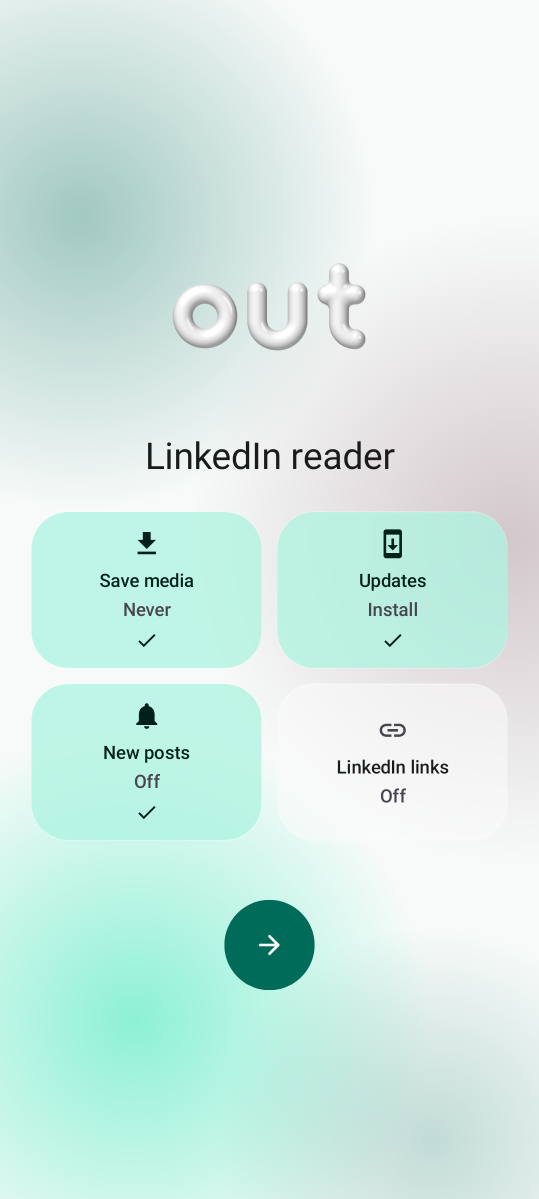 out
LinkedIn reader
Save media
Never
Updates
Install
New posts
Off
LinkedIn links
Off